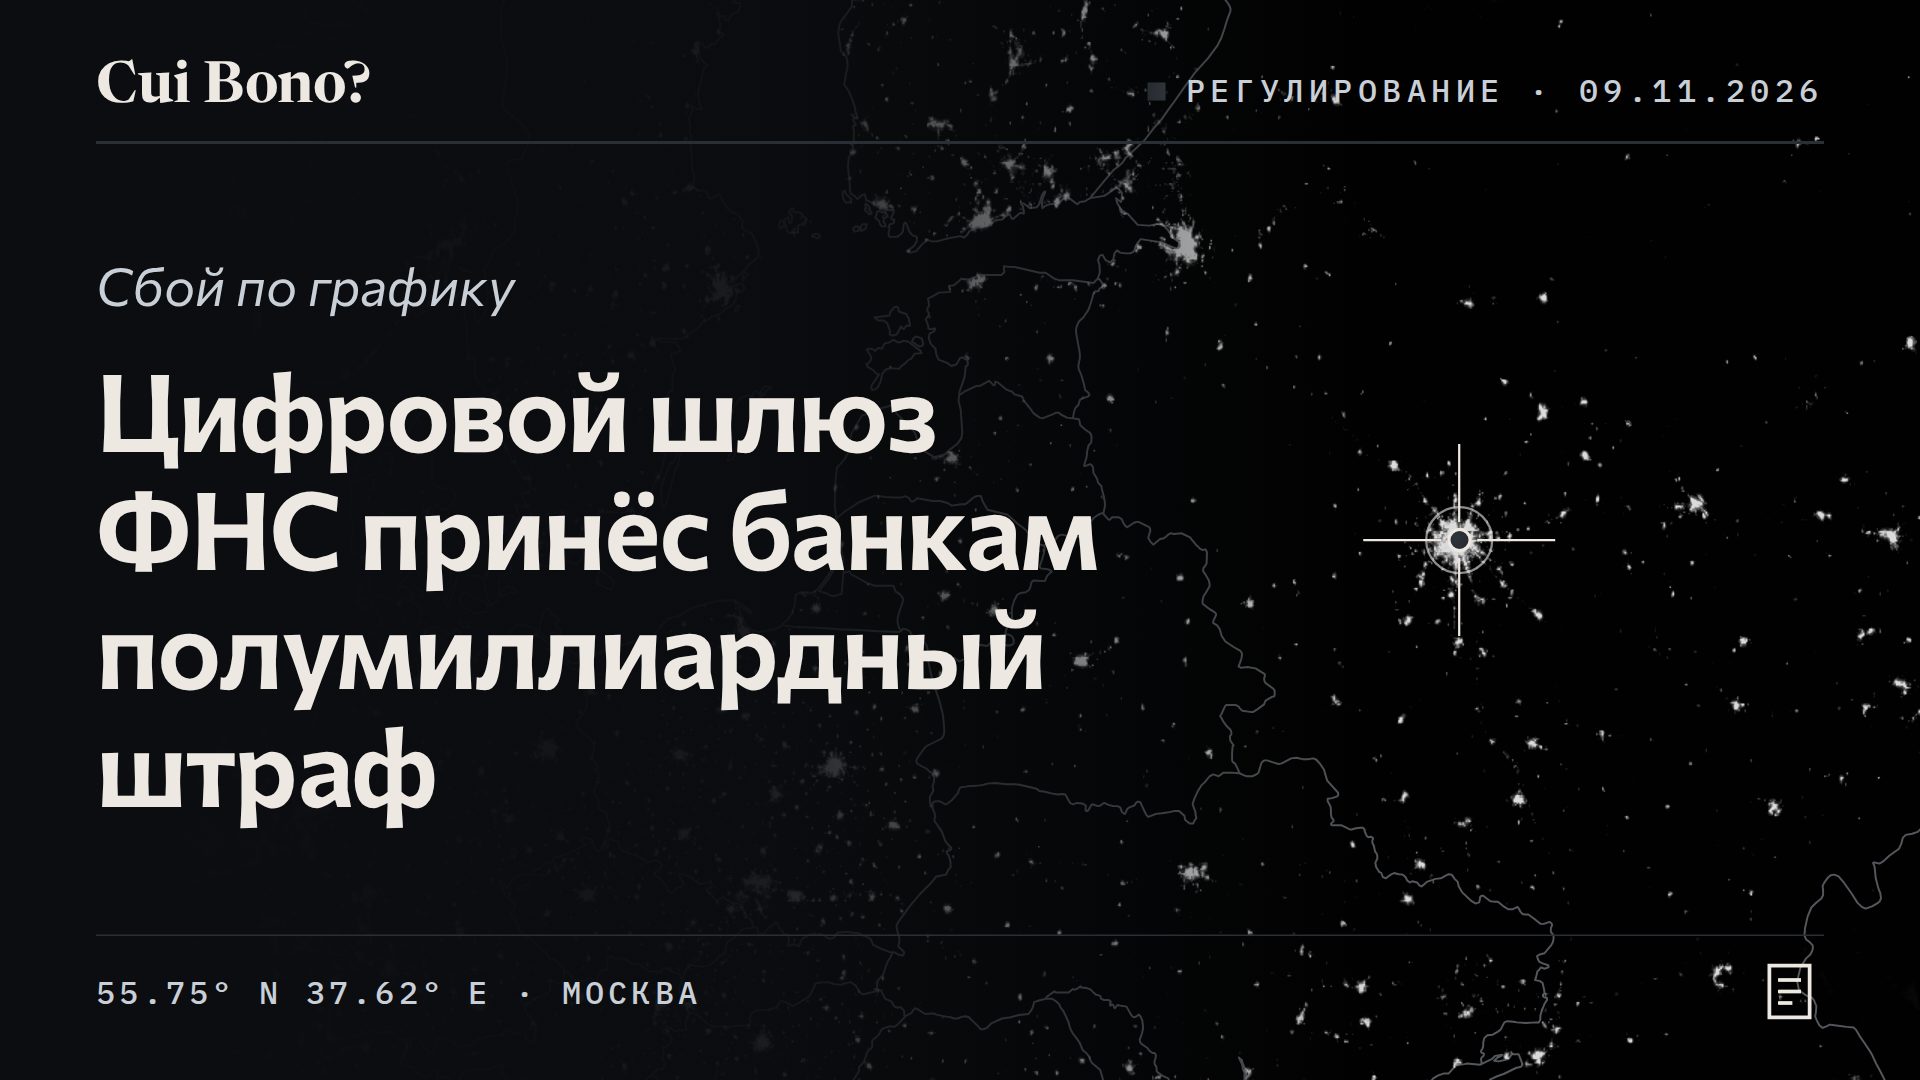 Cui Bono?
РЕГУЛИРОВАНИЕ · 09.11.2026
Сбой по графику
Цифровой шлюз
ФНС принёс банкам
полумиллиардный
штраф
55.75° N 37.62° E · МОСКВА